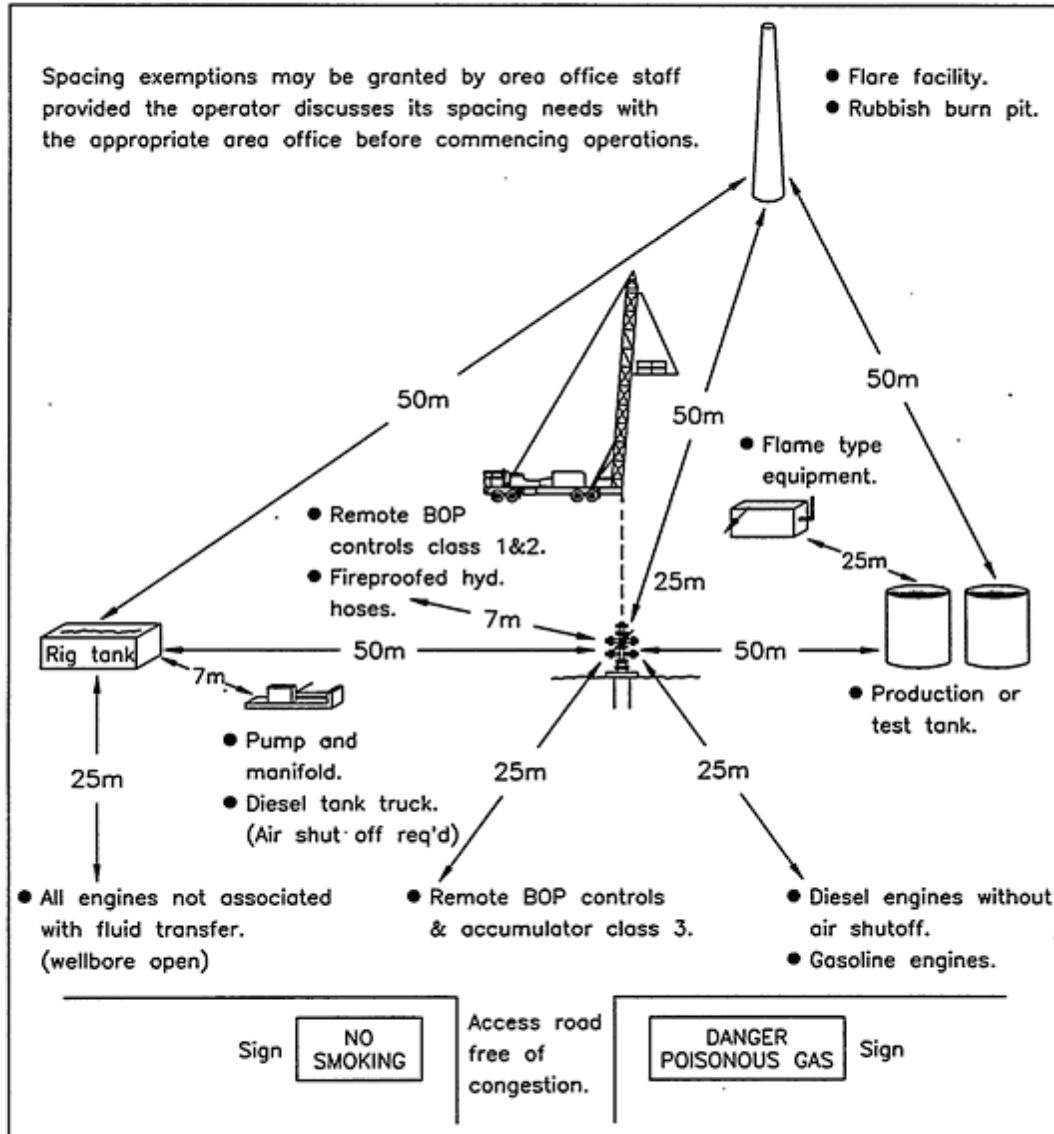 Spacing exemptions may be granted by area office staff
provided the operator discusses its spacing needs with
the appropriate area office before commencing operations.
● Flare facility.
● Rubbish burn pit.
50m
50m
50m
● Flame type
equipment.
● Remote BOP
controls class 1&2.
● Fireproofed hyd.
hoses.
25m
25m
7m
Rig tank
50m
50m
7m
● Production or
test tank.
● Pump and
manifold.
● Diesel tank truck.
(Air shut off req'd)
25m
25m
25m
● All engines not associated
with fluid transfer.
(wellbore open)
● Remote BOP controls
& accumulator class 3.
● Diesel engines without
air shutoff.
● Gasoline engines.
Sign
NO
SMOKING
Access road
free of
congestion.
DANGER
POISONOUS GAS
Sign